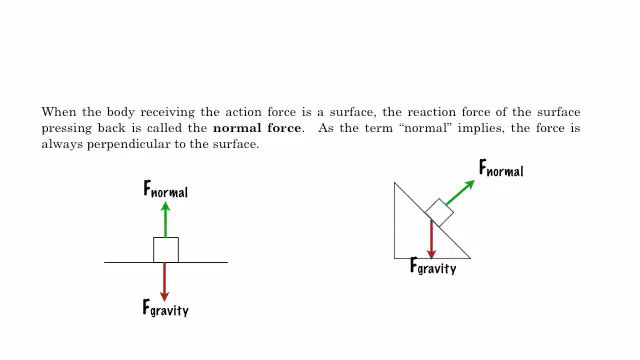 When the body receiving the action force is a surface, the reaction force of the surface
pressing back is called the normal force. As the term “normal” implies, the force is
always perpendicular to the surface.
Fnormal
Fgravity
Fnormal
Fgravity